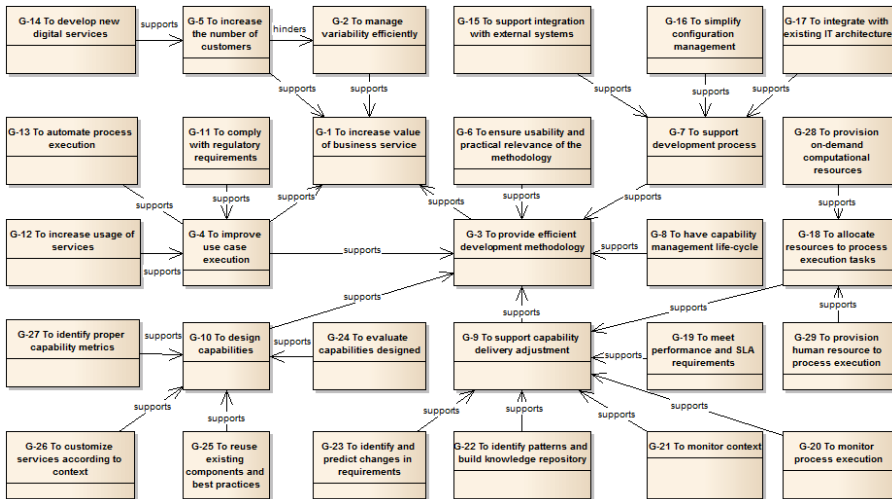 G-14 To develop new
digital services
supports
G-5 To increase
the number of
customers
hinders
G-2 To manage
variability efficiently
G-15 To support integration
with external systems
G-16 To simplify
configuration
management
G-17 To integrate with
existing IT architecture
supports
supports
supports
supports
supports
G-13 To automate process
execution
G-11 To comply
with regulatory
requirements
G-1 To increase value
of business service
G-6 To ensure usability and
practical relevance of the
methodology
G-7 To support
development process
G-28 To provision
on-demand
computational
resources
supports
supports
supports
supports
supports
supports
supports
G-12 To increase usage of
services
supports
G-4 To improve
use case
execution
supports
G-3 To provide efficient
development methodology
supports
G-8 To have capability
management life-cycle
G-18 To allocate
resources to process
execution tasks
supports
supports
supports
supports
G-27 To identify proper
capability metrics
supports
G-10 To design
capabilities
supports
G-24 To evaluate
capabilities designed
G-9 To support capability
delivery adjustment
supports
G-19 To meet
performance and SLA
requirements
G-29 To provision
human resource to
process execution
supports
supports
supports
supports
supports
supports
G-26 To customize
services according to
context
G-25 To reuse
existing
components and
best practices
G-23 To identify and
predict changes in
requirements
G-22 To identify patterns and
build knowledge repository
G-21 To monitor context
G-20 To monitor
process execution